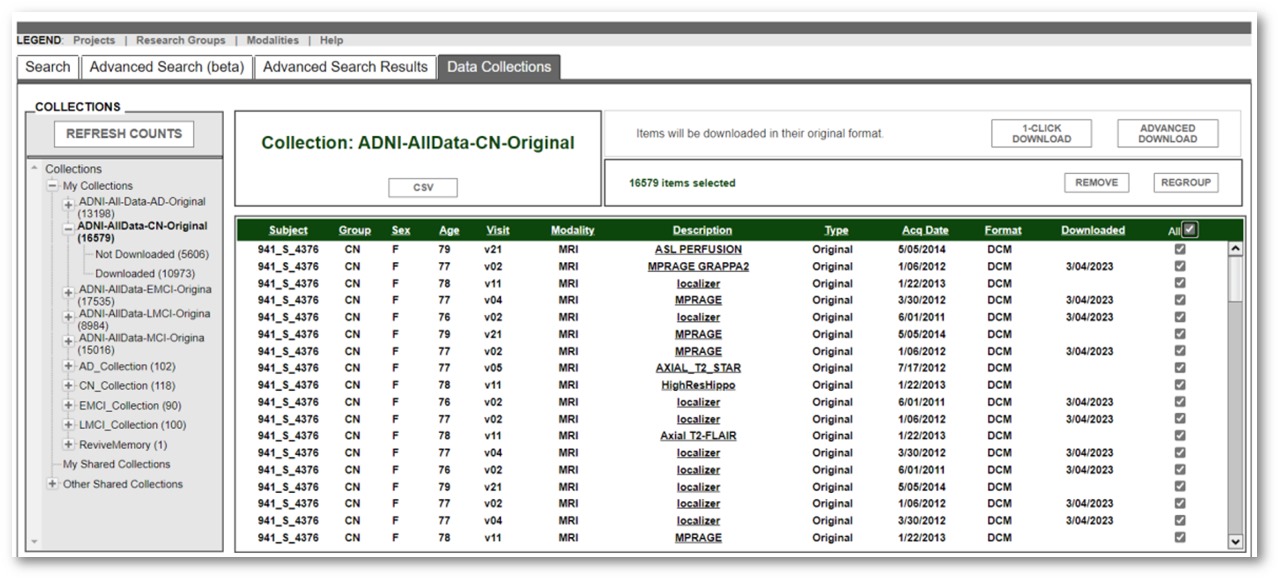 LEGEND: Projects | Research Groups | Modalities | Help
Search Advanced Search (beta) Advanced Search Results Data Collections
COLLECTIONS
REFRESH COUNTS
Collections
My Collections
ADNI-All-Data-AD-Original
(13198)
ADNI-AllData-CN-Original
(16579)
Not Downloaded (5606)
Downloaded (10973)
ADNI-AllData-EMCI-Origina
(17535)
ADNI-AllData-LMCI-Origina
(8984)
ADNI-AllData-MCI-Origina
(15016)
AD_Collection (102)
CN_Collection (118)
EMCI_Collection (90)
LMCI_Collection (100)
ReviveMemory (1)
My Shared Collections
Other Shared Collections
Collection: ADNI-AllData-CN-Original
CSV
Items will be downloaded in their original format.
1-CLICK
DOWNLOAD
ADVANCED
DOWNLOAD
16579 items selected
REMOVE
REGROUP
Subject Group Sex Age Visit Modality Description Type Acq Date Format Downloaded All
941_S_4376 CN F 79 v21 MRI ASL PERFUSION Original 5/05/2014 DCM
941_S_4376 CN F 77 v02 MRI MPRAGE GRAPPA2 Original 1/06/2012 DCM 3/04/2023
941_S_4376 CN F 78 v11 MRI localizer Original 1/22/2013 DCM
941_S_4376 CN F 77 v04 MRI MPRAGE Original 3/30/2012 DCM 3/04/2023
941_S_4376 CN F 76 v02 MRI localizer Original 6/01/2011 DCM 3/04/2023
941_S_4376 CN F 79 v21 MRI MPRAGE Original 5/05/2014 DCM
941_S_4376 CN F 77 v02 MRI MPRAGE Original 1/06/2012 DCM 3/04/2023
941_S_4376 CN F 77 v05 MRI AXIAL_T2_STAR Original 7/17/2012 DCM
941_S_4376 CN F 78 v11 MRI HighResHippo Original 1/22/2013 DCM
941_S_4376 CN F 76 v02 MRI localizer Original 6/01/2011 DCM 3/04/2023
941_S_4376 CN F 77 v02 MRI localizer Original 1/06/2012 DCM 3/04/2023
941_S_4376 CN F 78 v11 MRI Axial T2-FLAIR Original 1/22/2013 DCM
941_S_4376 CN F 77 v04 MRI localizer Original 3/30/2012 DCM 3/04/2023
941_S_4376 CN F 76 v02 MRI localizer Original 6/01/2011 DCM 3/04/2023
941_S_4376 CN F 79 v21 MRI localizer Original 5/05/2014 DCM
941_S_4376 CN F 77 v02 MRI localizer Original 1/06/2012 DCM 3/04/2023
941_S_4376 CN F 77 v04 MRI localizer Original 3/30/2012 DCM 3/04/2023
941_S_4376 CN F 78 v11 MRI MPRAGE Original 1/22/2013 DCM